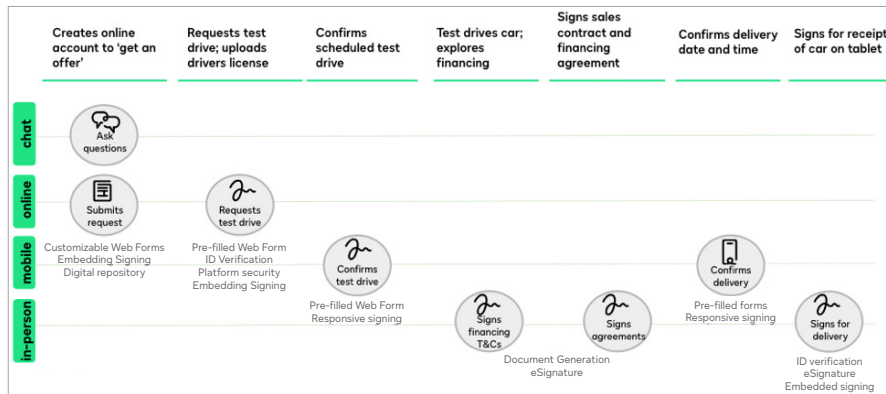 Creates online
account to ‘get an
offer’
Requests test
drive; uploads
drivers license
Confirms
scheduled test
drive
Test drives car;
explores
financing
Signs sales
contract and
financing
agreement
Confirms delivery
date and time
Signs for receipt
of car on tablet
chat
Ask
questions
online
Submits
request
Requests
test drive
Customizable Web Forms
Embedding Signing
Digital repository
Pre-filled Web Form
ID Verification
Platform security
Embedding Signing
mobile
Confirms
test drive
Confirms
delivery
Pre-filled Web Form
Responsive signing
Pre-filled forms
Responsive signing
in-person
Signs
financing
T&Cs
Signs
agreements
Signs for
delivery
Document Generation
eSignature
ID verification
eSignature
Embedded signing